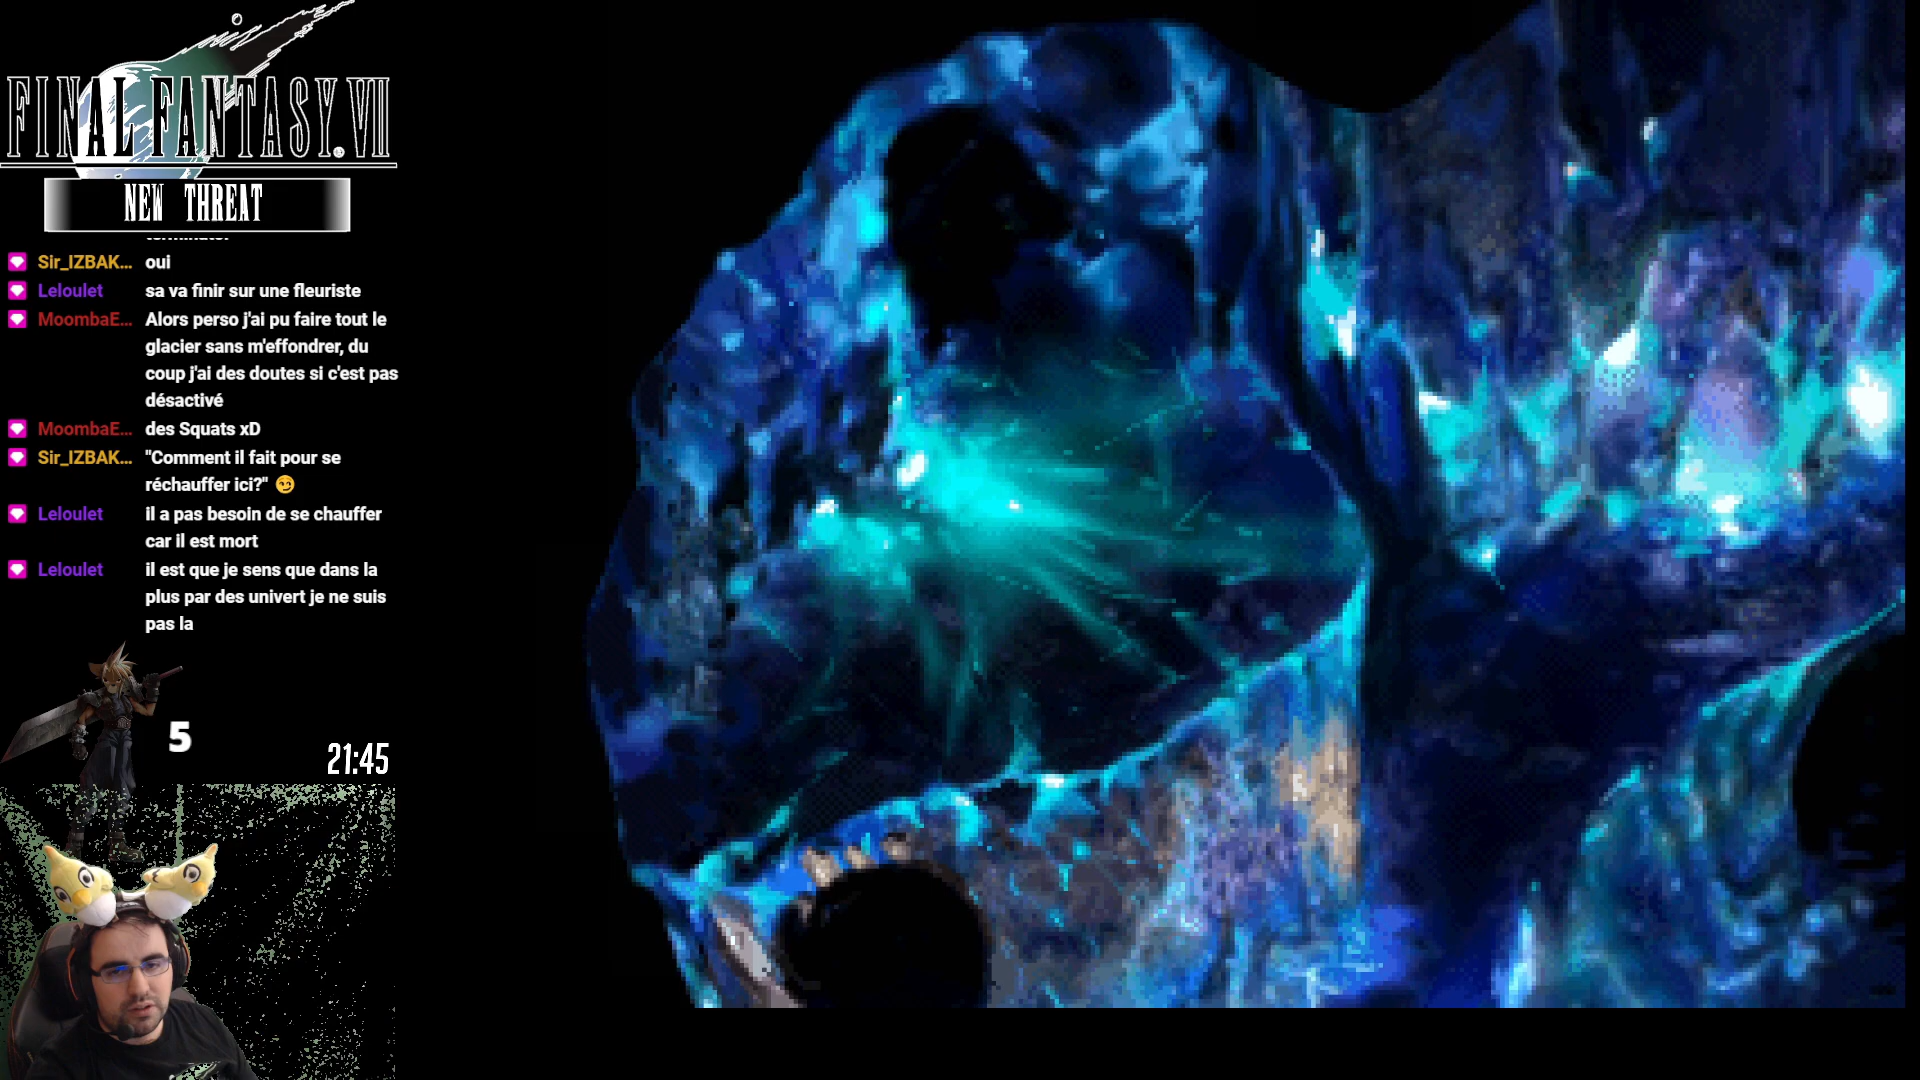 FINAL FANTASY.VII
NEW THREAT
terminator
Sir_IZBAK... oui
Leloulet sa va finir sur une fleuriste
MoombaE... Alors perso j'ai pu faire tout le
glacier sans m'effondrer, du
coup j'ai des doutes si c'est pas
désactivé
MoombaE... des Squats xD
Sir_IZBAK... "Comment il fait pour se
réchauffer ici?" 😏
Leloulet il a pas besoin de se chauffer
car il est mort
Leloulet il est que je sens que dans la
plus par des univert je ne suis
pas la
5
21:45